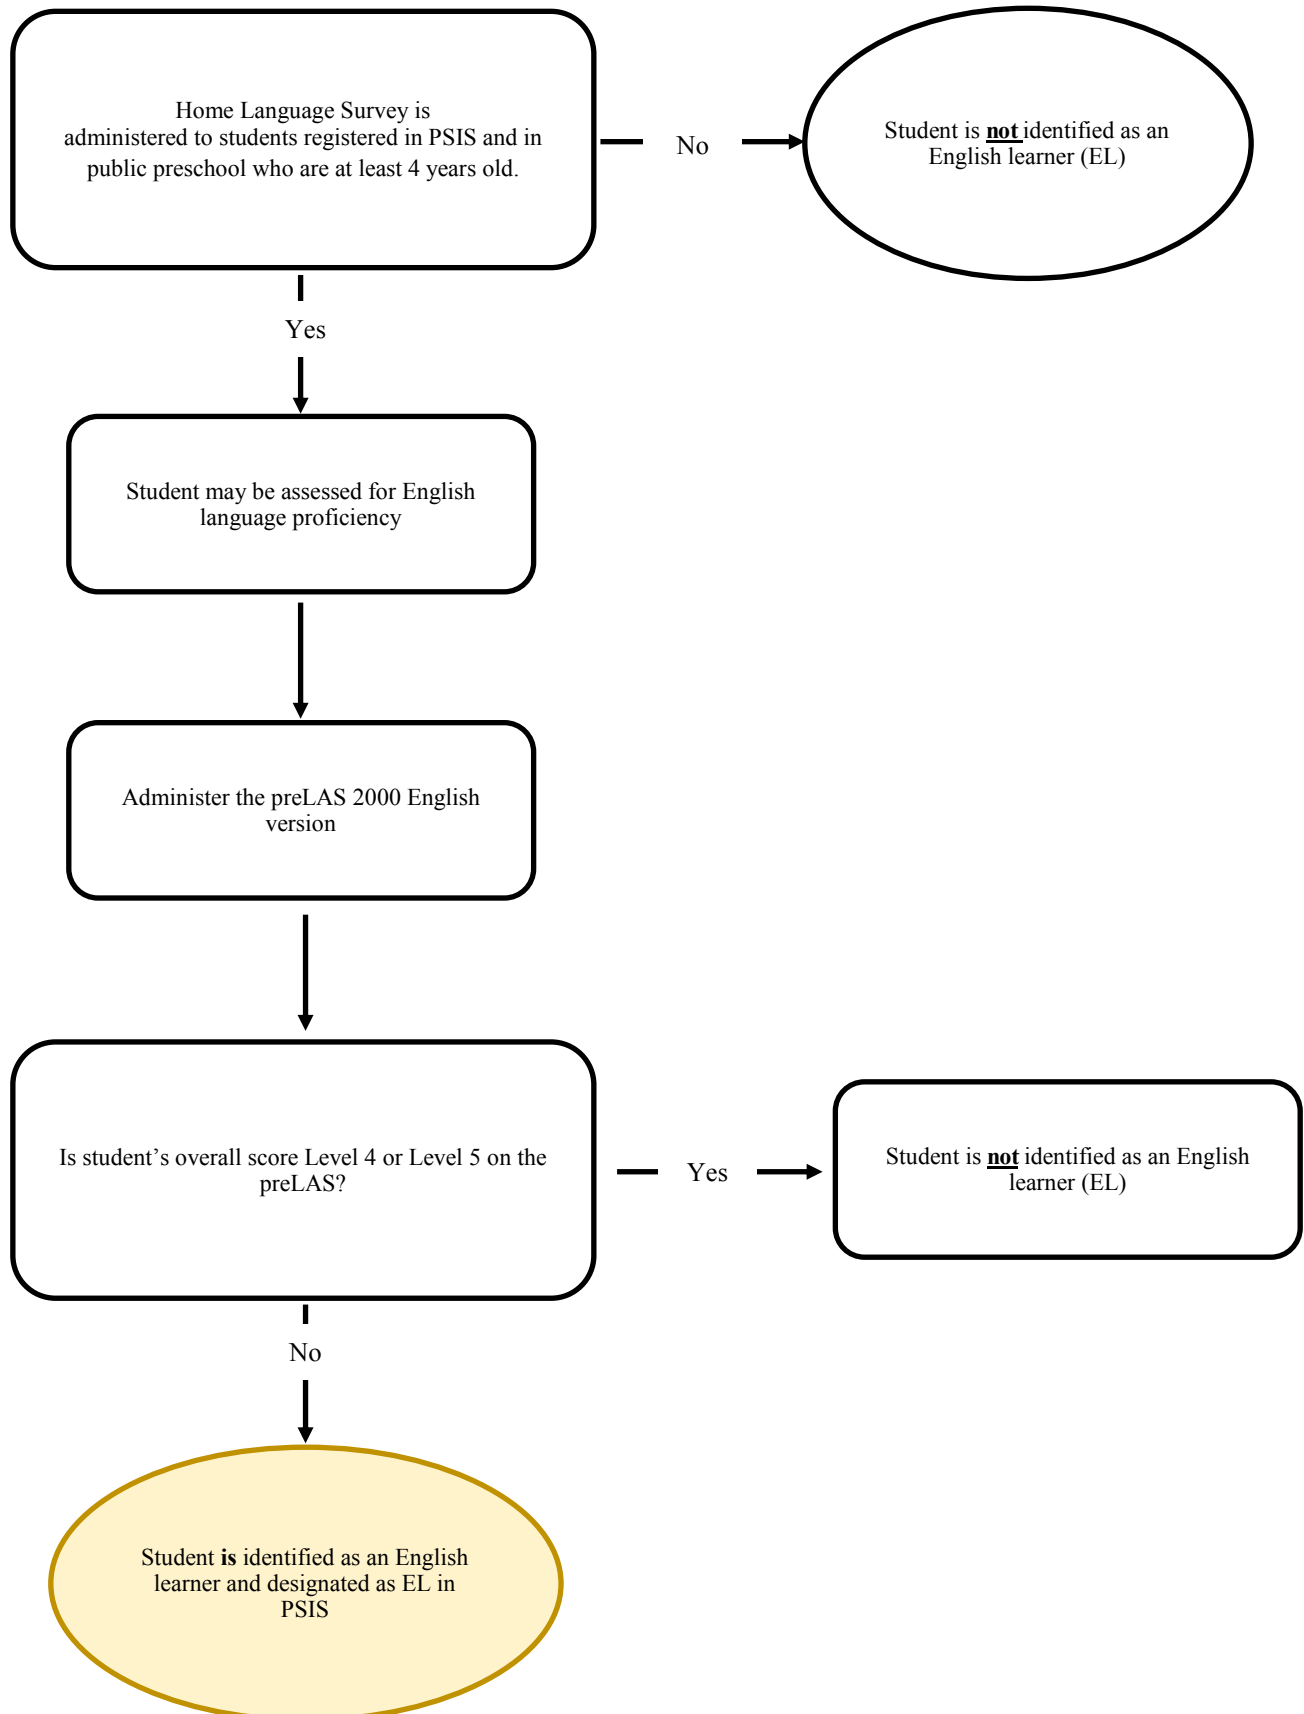 Home Language Survey is
administered to students registered in PSIS and in
public preschool who are at least 4 years old.
No
Student is not identified as an
English learner (EL)
Yes
Student may be assessed for English
language proficiency
Administer the preLAS 2000 English
version
Is student’s overall score Level 4 or Level 5 on the
preLAS?
Yes
Student is not identified as an English
learner (EL)
No
Student is identified as an English
learner and designated as EL in
PSIS